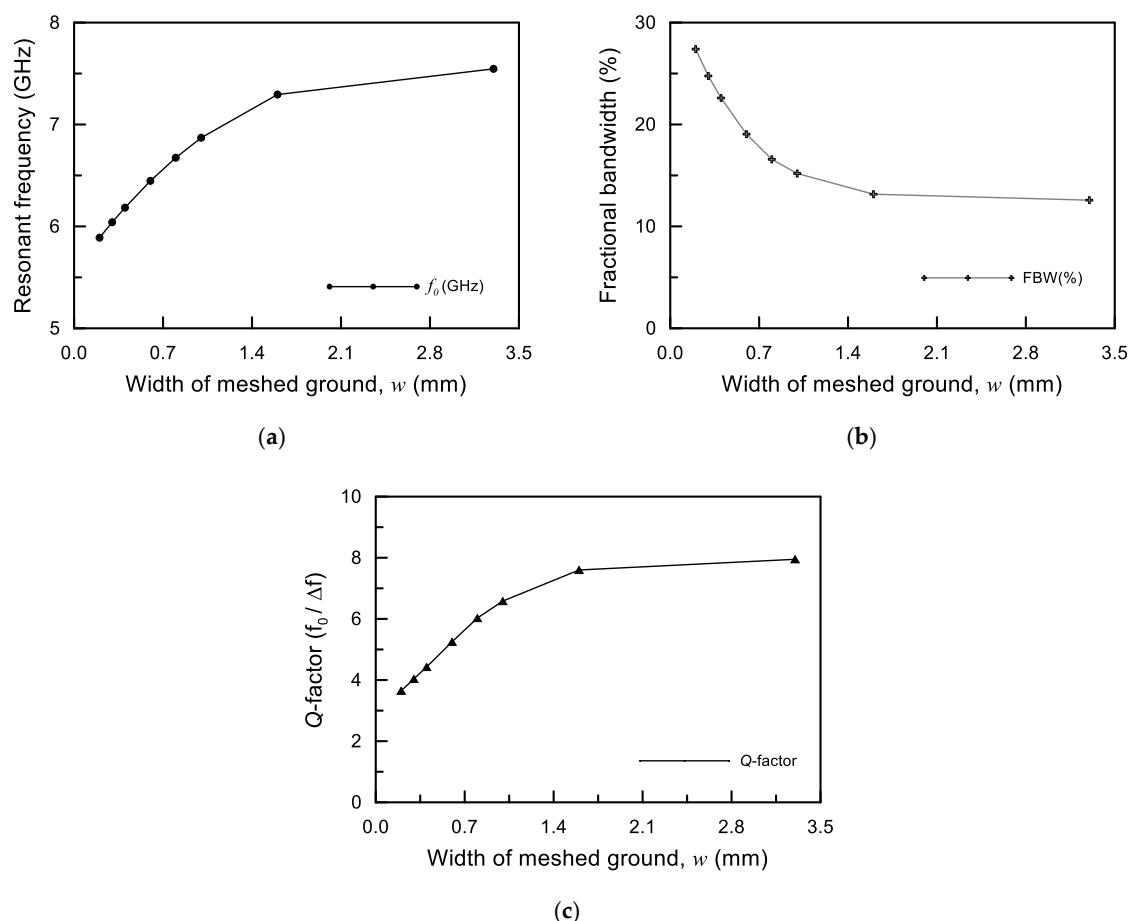 8
7
6
5
Resonant frequency (GHz)
f0 (GHz)
0.0 0.7 1.4 2.1 2.8 3.5
Width of meshed ground, w (mm)
(a)
30
20
10
0
Fractional bandwidth (%)
FBW(%)
0.0 0.7 1.4 2.1 2.8 3.5
Width of meshed ground, w (mm)
(b)
10
8
6
4
2
0
Q-factor (f0 / Δf)
Q-factor
0.0 0.7 1.4 2.1 2.8 3.5
Width of meshed ground, w (mm)
(c)